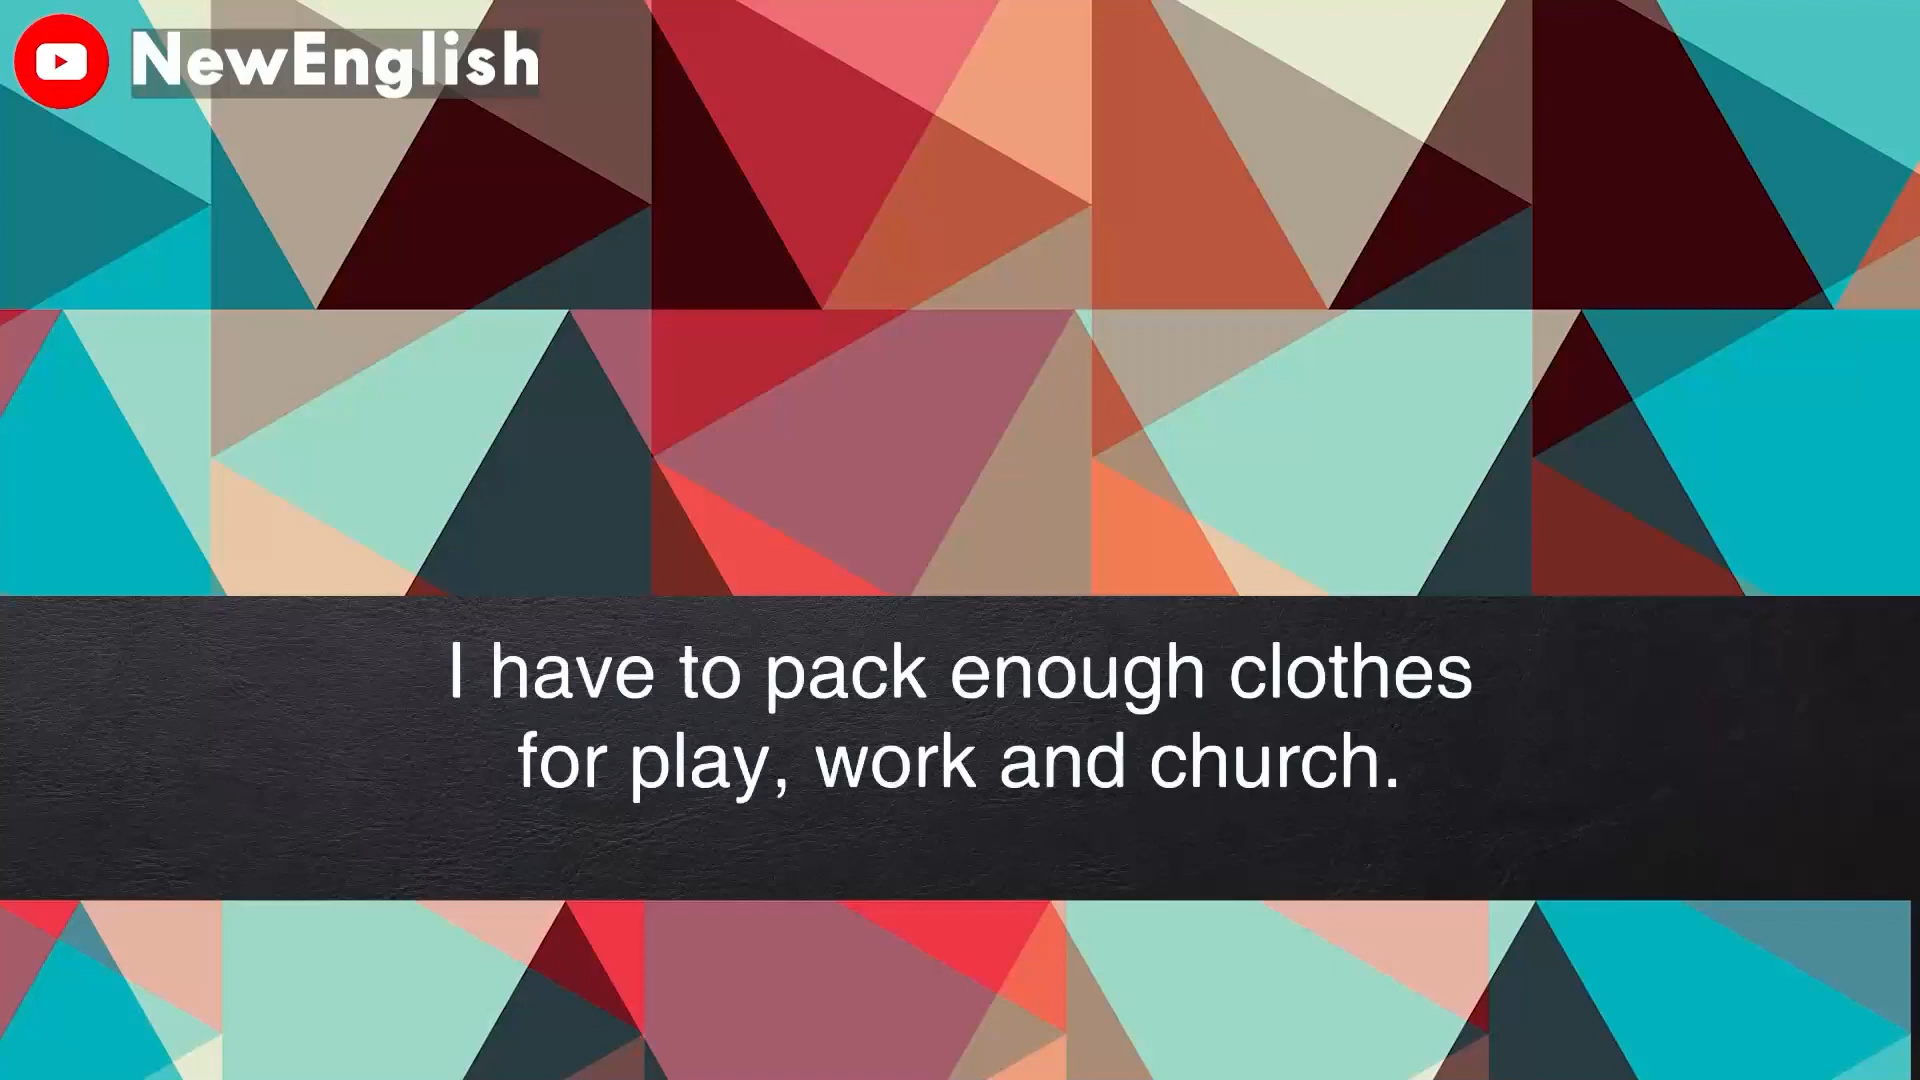 NewEnglish
I have to pack enough clothes
for play, work and church.